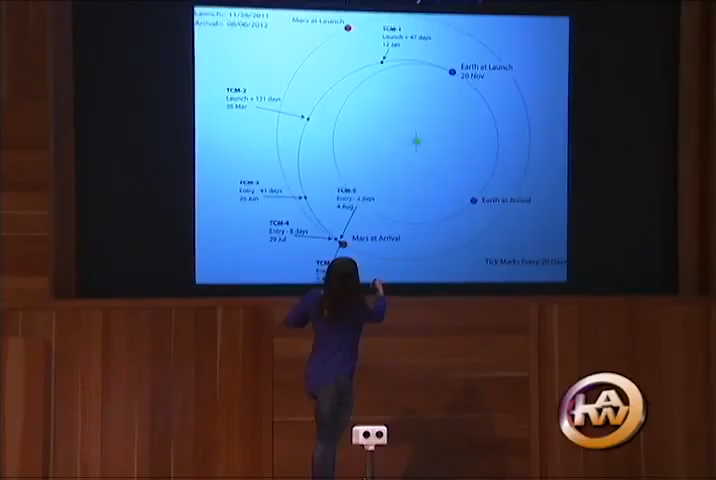 Launch: 11/26/2011
Arrival: 08/06/2012
Mars at Launch
TCM-1
Launch + 47 days
12 Jan
Earth at Launch
26 Nov
TCM-2
Launch + 121 days
26 Mar
TCM-3
Entry - 41 days
26 Jun
TCM-5
Entry - 2 days
4 Aug
Earth at Arrival
TCM-4
Entry - 8 days
29 Jul
Mars at Arrival
Tick Marks Every 20 Days
LAW